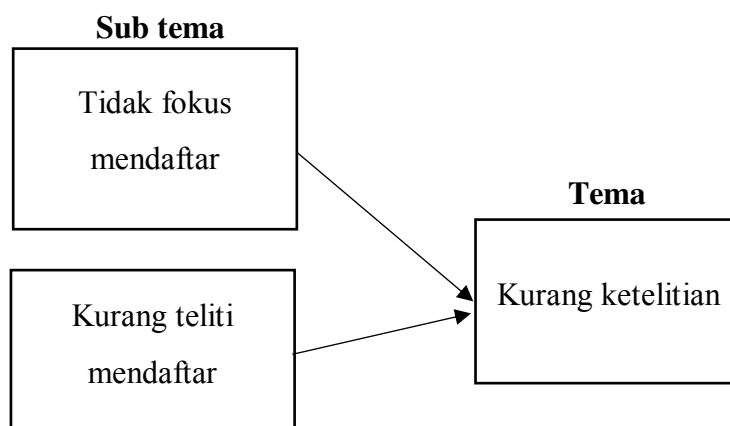 Sub tema
Tidak fokus
mendaftar
Tema
Kurang ketelitian
Kurang teliti
mendaftar